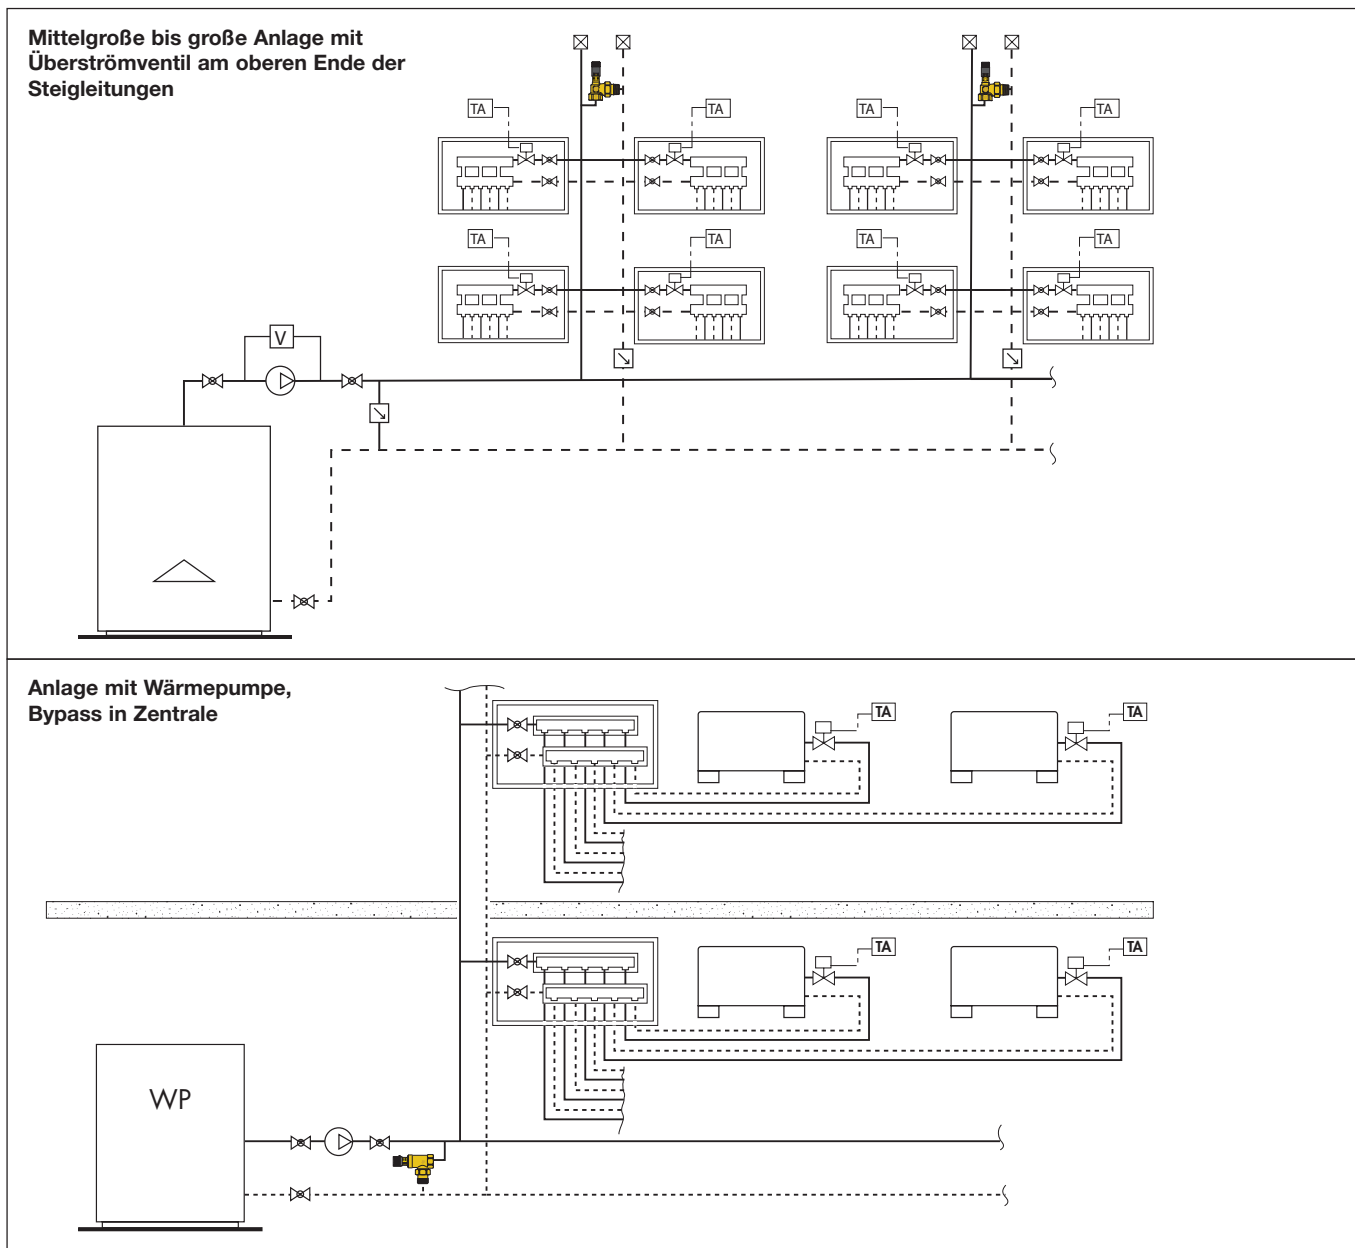 Mittelgroße bis große Anlage mit
Überströmventil am oberen Ende der
Steigleitungen
TA
TA
TA
TA
TA
TA
TA
TA
V
Anlage mit Wärmepumpe,
Bypass in Zentrale
TA
TA
TA
TA
WP